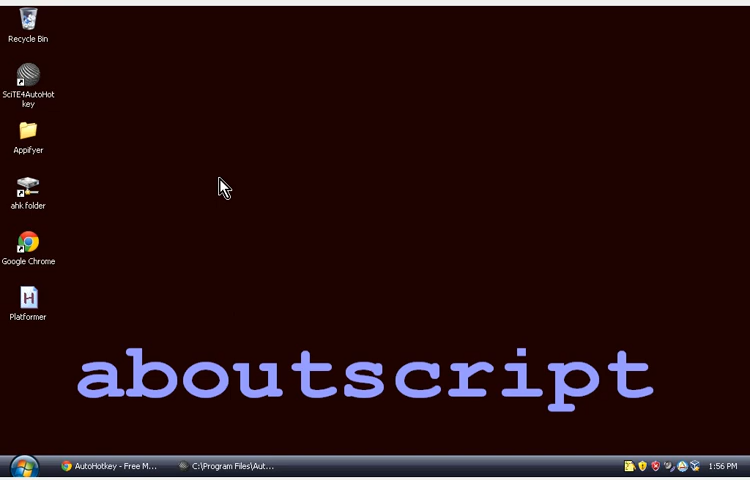 Recycle Bin
SciTE4AutoHot
key
Appifyer
ahk folder
Google Chrome
H
Platformer
aboutscript
AutoHotkey - Free M...
C:\Program Files\Aut...
1:56 PM